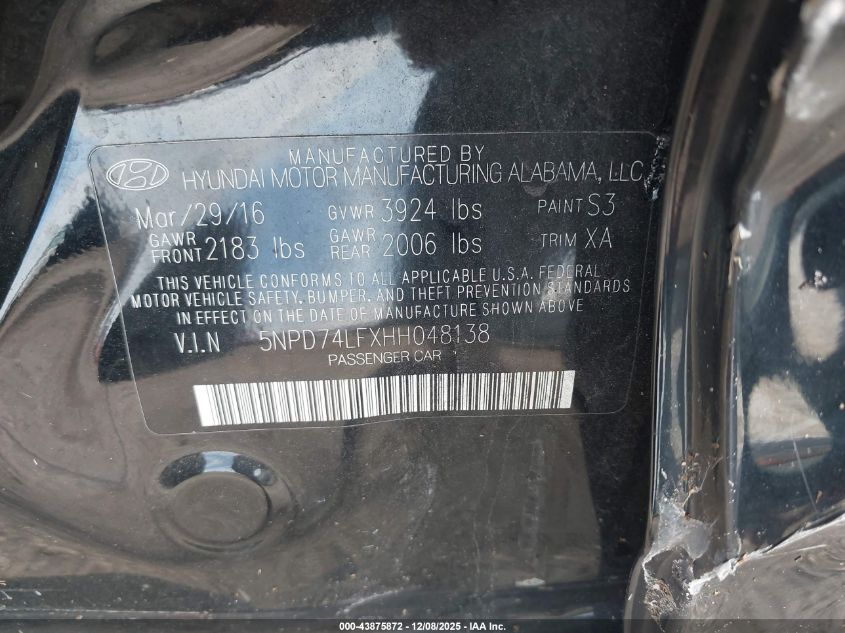 MANUFACTURED BY
HYUNDAI MOTOR MANUFACTURING ALABAMA, LLC
Mar/29/16 GVWR 3924 lbs PAINT S3
GAWR FRONT 2183 lbs GAWR REAR 2006 lbs TRIM XA
THIS VEHICLE CONFORMS TO ALL APPLICABLE U.S.A. FEDERAL
MOTOR VEHICLE SAFETY, BUMPER, AND THEFT PREVENTION STANDARDS
IN EFFECT ON THE DATE OF MANUFACTURE SHOWN ABOVE
V.I.N 5NPD74LFXHH048138
PASSENGER CAR
000-43875872 - 12/08/2025 - IAA Inc.